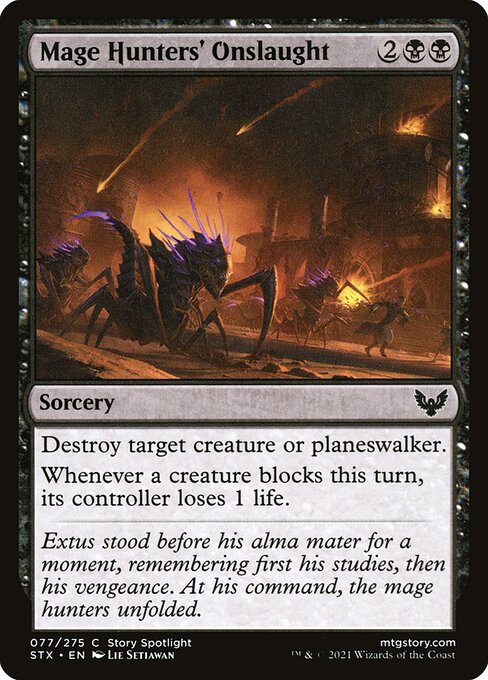 Mage Hunters' Onslaught 2
Sorcery
Destroy target creature or planeswalker.
Whenever a creature blocks this turn,
its controller loses 1 life.
Extus stood before his alma mater for a
moment, remembering first his studies, then
his vengeance. At his command, the mage
hunters unfolded.
077/275 C Story Spotlight
mtgstory.com
STX • EN Lie Setiawan
™ & © 2021 Wizards of the Coast